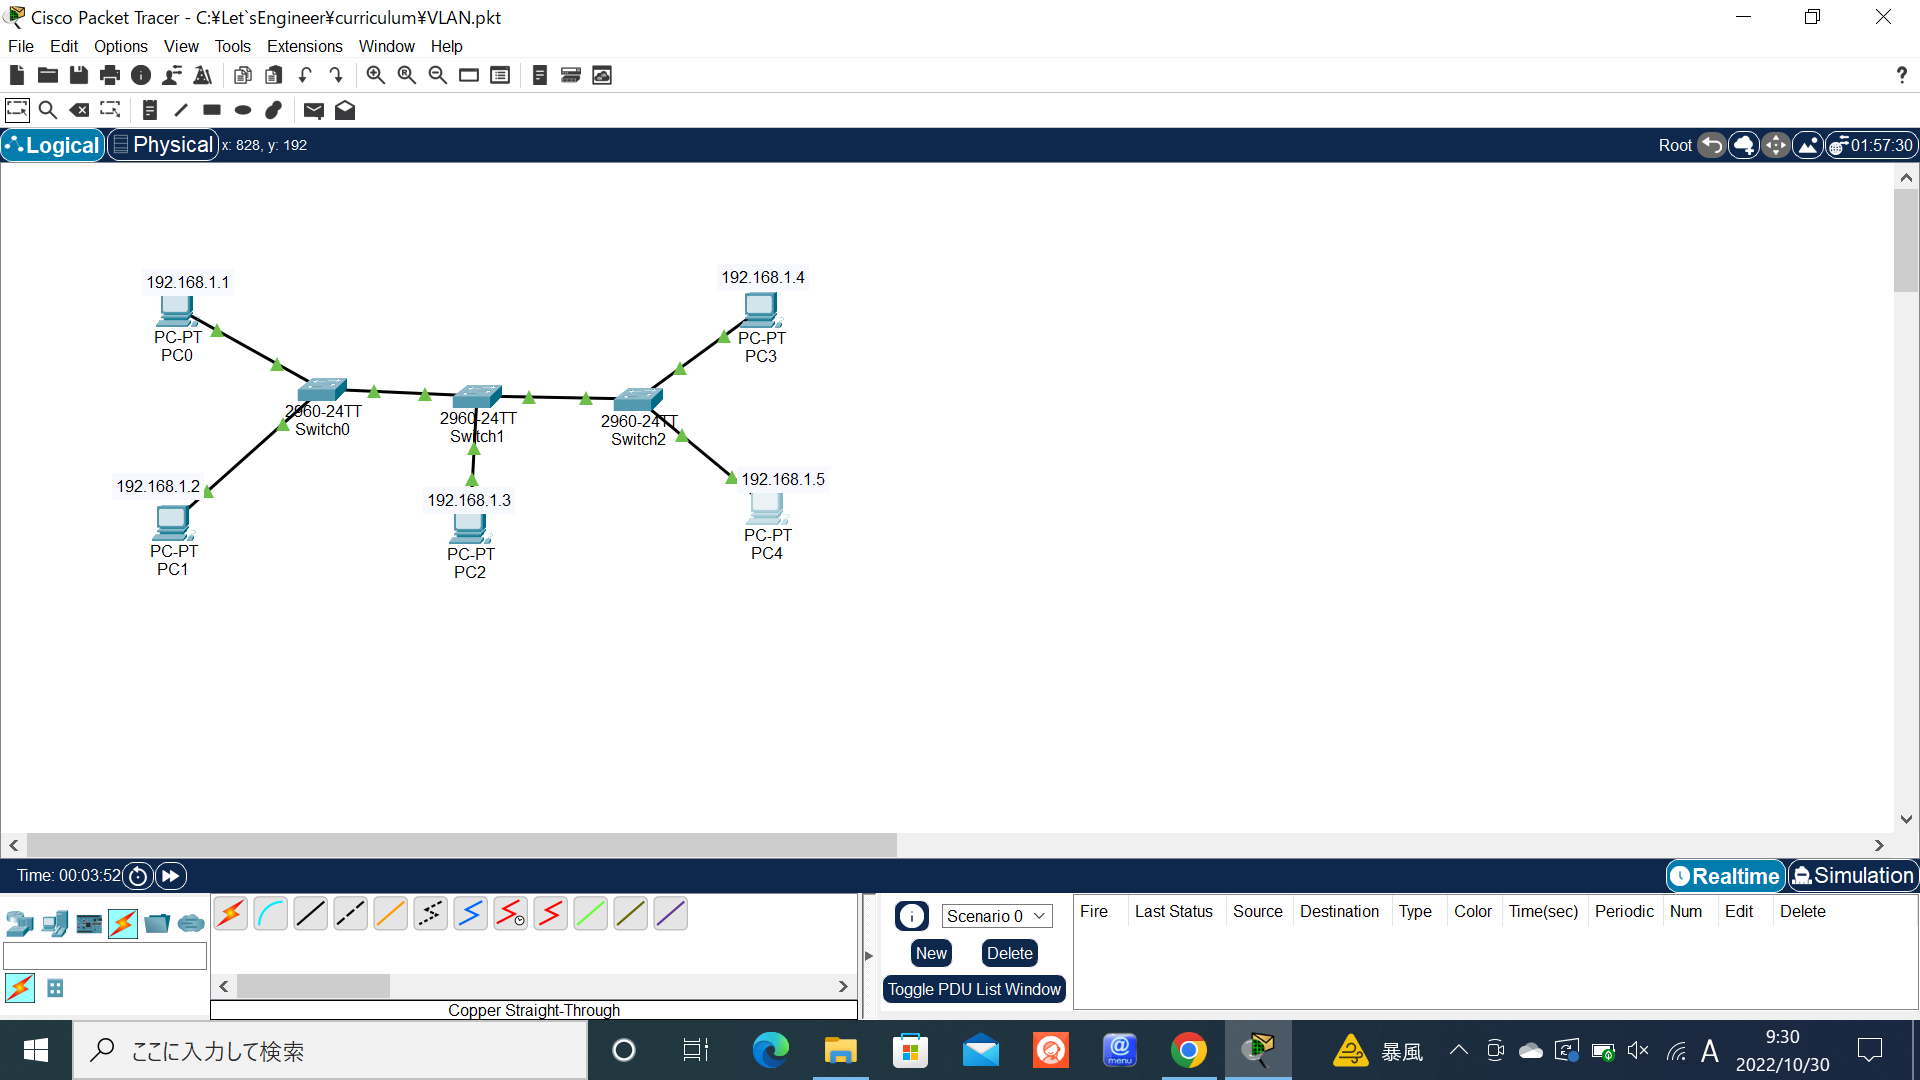 Cisco Packet Tracer - C:¥Let`sEngineer¥curriculum¥VLAN.pkt
File Edit Options View Tools Extensions Window Help
?
Logical Physical x: 828, y: 192 Root 01:57:30
192.168.1.1
PC-PT
PC0
192.168.1.4
PC-PT
PC3
2960-24TT
Switch0
2960-24TT
Switch1
2960-24TT
Switch2
192.168.1.2
PC-PT
PC1
192.168.1.3
PC-PT
PC2
192.168.1.5
PC-PT
PC4
Time: 00:03:52 Realtime Simulation
Scenario 0
New Delete
Toggle PDU List Window
Fire Last Status Source Destination Type Color Time(sec) Periodic Num Edit Delete
Copper Straight-Through
ここに入力して検索
@
menu
暴風
A
9:30
2022/10/30